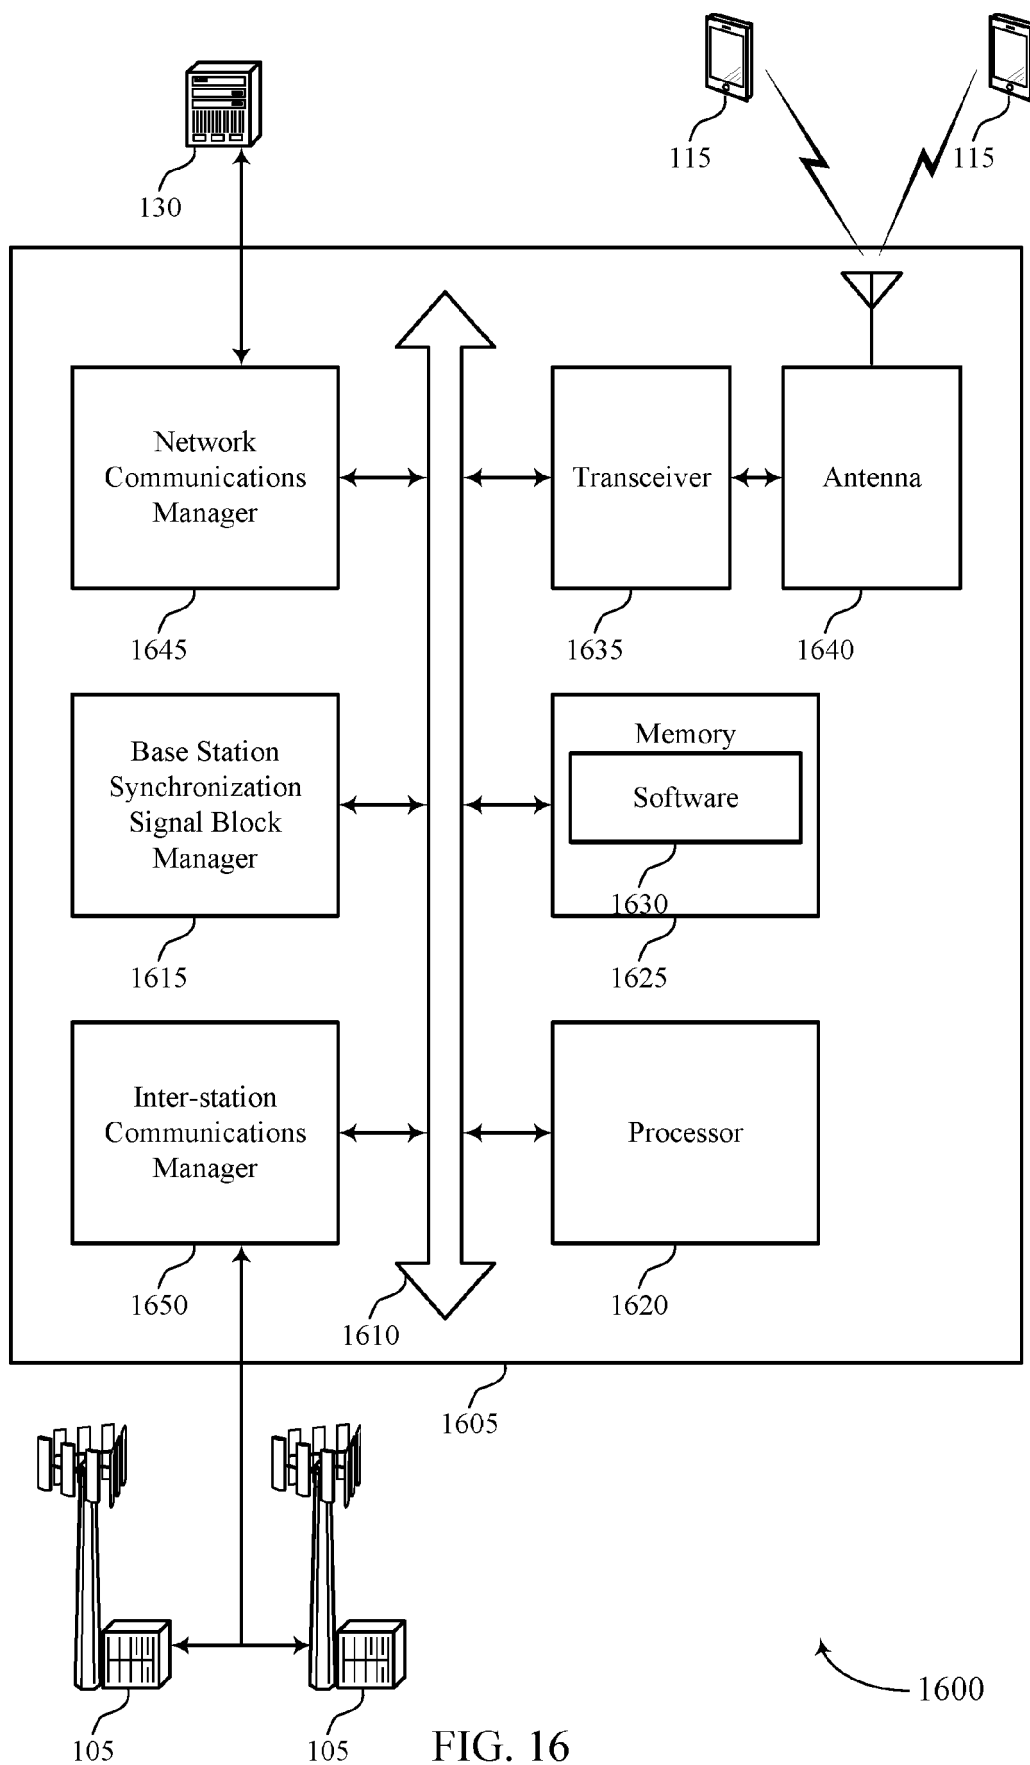 115
115
130
Network
Communications
Manager
Transceiver
Antenna
1645
1635
1640
Base Station
Synchronization
Signal Block
Manager
Memory
Software
1630
1615
1625
Inter-station
Communications
Manager
Processor
1650
1610
1620
1605
1600
105
105
FIG. 16